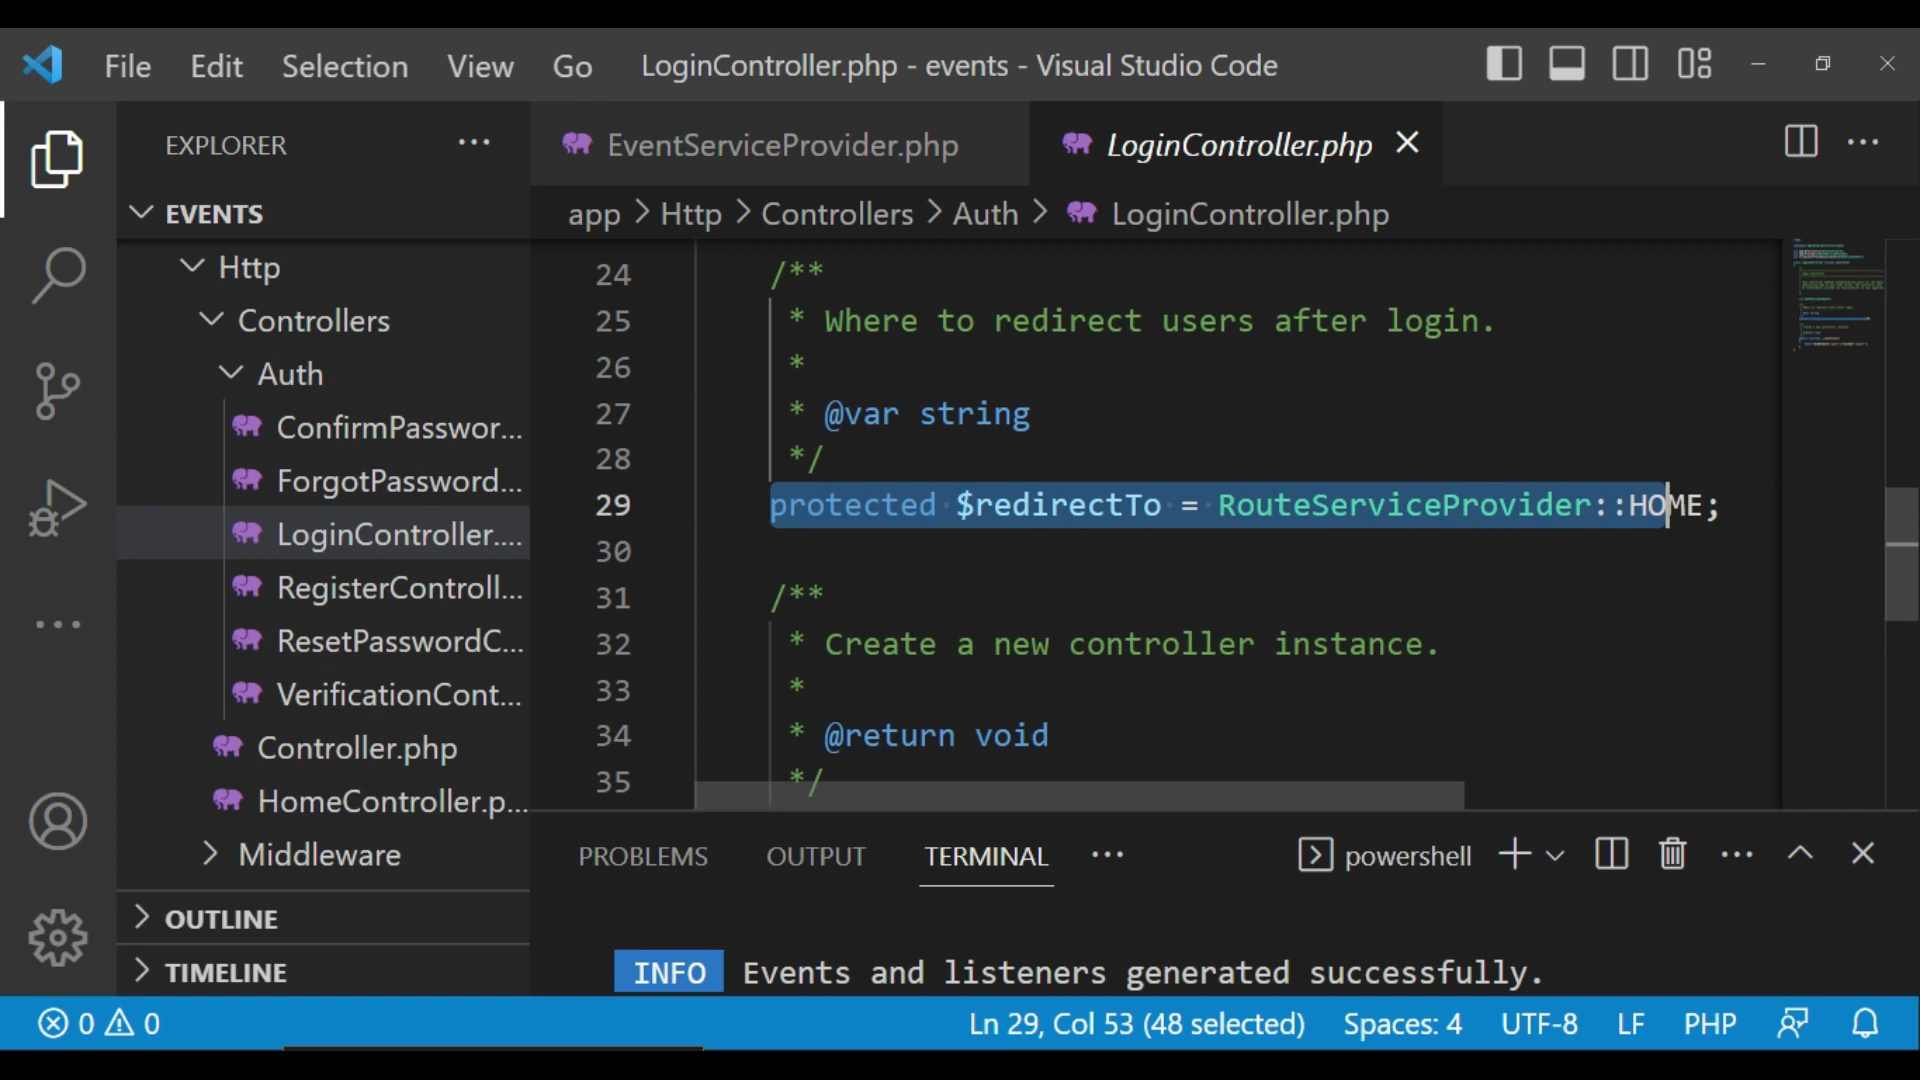 File Edit Selection View Go LoginController.php - events - Visual Studio Code
EXPLORER
EVENTS
Http
Controllers
Auth
ConfirmPasswor...
ForgotPassword...
LoginController....
RegisterControll...
ResetPasswordC...
VerificationCont...
Controller.php
HomeController.p...
Middleware
OUTLINE
TIMELINE
EventServiceProvider.php LoginController.php
app > Http > Controllers > Auth > LoginController.php
24 /**
25 * Where to redirect users after login.
26 *
27 * @var string
28 */
29 protected $redirectTo = RouteServiceProvider::HOME;
30
31 /**
32 * Create a new controller instance.
33 *
34 * @return void
35 */
PROBLEMS OUTPUT TERMINAL ... powershell
INFO Events and listeners generated successfully.
0 0 Ln 29, Col 53 (48 selected) Spaces: 4 UTF-8 LF PHP